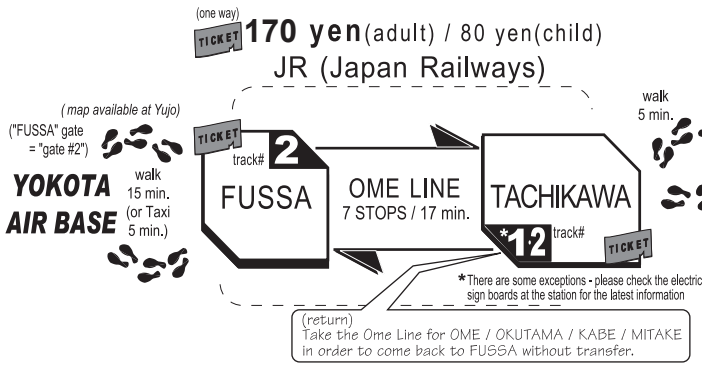 (one way)
TICKET 170 yen(adult) / 80 yen(child)
JR (Japan Railways)
( map available at Yujo)
("FUSSA" gate
= "gate #2")
YOKOTA
AIR BASE
walk
15 min.
(or Taxi
5 min.)
TICKET
track# 2
FUSSA
OME LINE
7 STOPS / 17 min.
TACHIKAWA
*1·2 track#
TICKET
walk
5 min.
* There are some exceptions - please check the electric
sign boards at the station for the latest information
(return)
Take the Ome Line for OME / OKUTAMA / KABE / MITAKE
in order to come back to FUSSA without transfer.